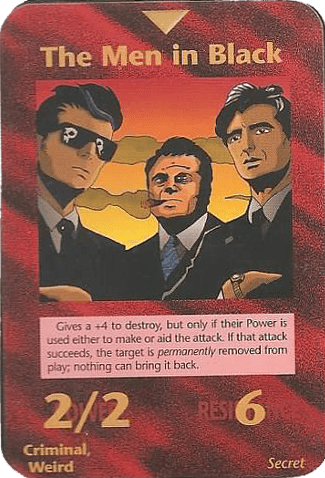 The Men in Black
Gives a +4 to destroy, but only if their Power is
used either to make or aid the attack. If that attack
succeeds, the target is permanently removed from
play; nothing can bring it back.
2/2 6
Criminal,
Weird
Secret